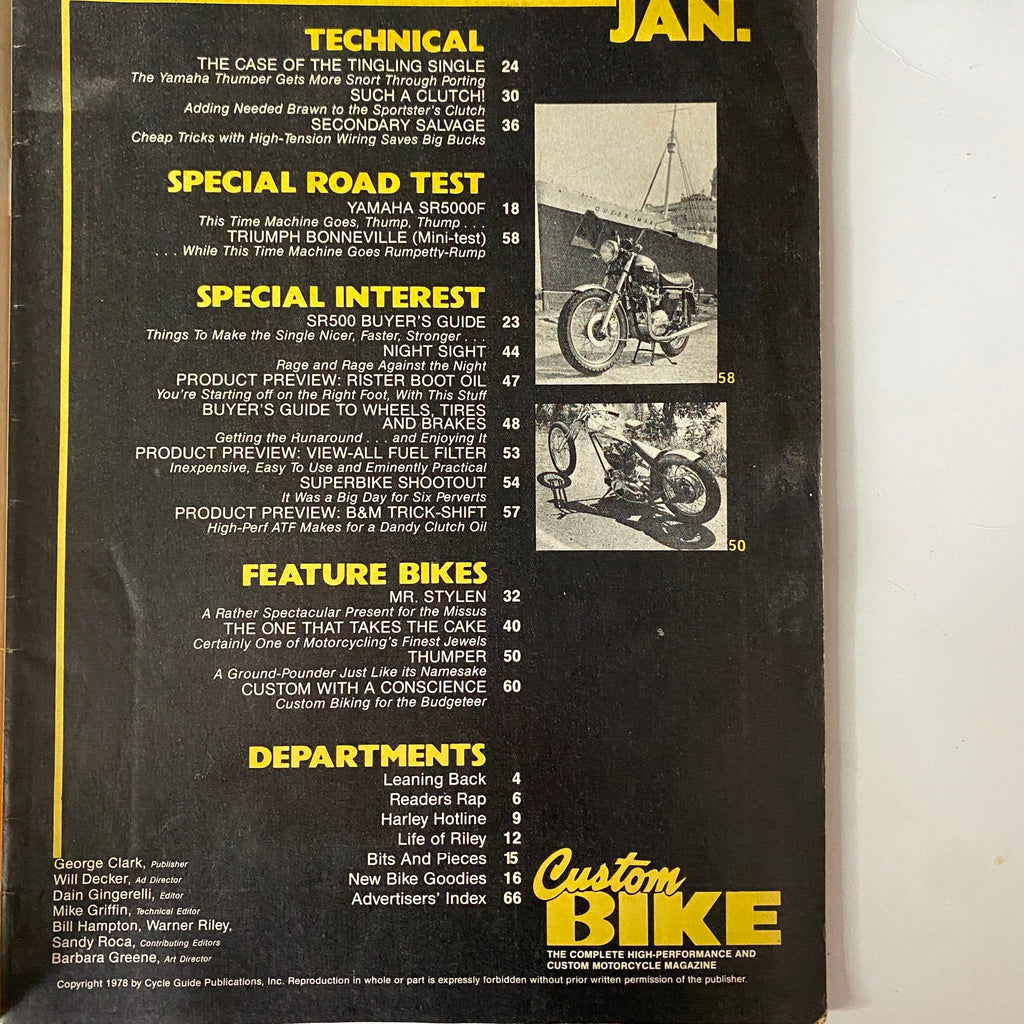 JAN.
TECHNICAL
THE CASE OF THE TINGLING SINGLE 24
The Yamaha Thumper Gets More Snort Through Porting
SUCH A CLUTCH! 30
Adding Needed Brawn to the Sportster's Clutch
SECONDARY SALVAGE 36
Cheap Tricks with High-Tension Wiring Saves Big Bucks
SPECIAL ROAD TEST
YAMAHA SR5000F 18
This Time Machine Goes, Thump, Thump . . .
TRIUMPH BONNEVILLE (Mini-test) 58
. . . While This Time Machine Goes Rumpetty-Rump
SPECIAL INTEREST
SR500 BUYER'S GUIDE 23
Things To Make the Single Nicer, Faster, Stronger . . .
NIGHT SIGHT 44
Rage and Rage Against the Night
PRODUCT PREVIEW: RISTER BOOT OIL 47
You're Starting off on the Right Foot, With This Stuff
BUYER'S GUIDE TO WHEELS, TIRES
AND BRAKES 48
Getting the Runaround . . . and Enjoying It
PRODUCT PREVIEW: VIEW-ALL FUEL FILTER 53
Inexpensive, Easy To Use and Eminently Practical
SUPERBIKE SHOOTOUT 54
It Was a Big Day for Six Perverts
PRODUCT PREVIEW: B&M TRICK-SHIFT 57
High-Perf ATF Makes for a Dandy Clutch Oil
FEATURE BIKES
MR. STYLEN 32
A Rather Spectacular Present for the Missus
THE ONE THAT TAKES THE CAKE 40
Certainly One of Motorcycling's Finest Jewels
THUMPER 50
A Ground-Pounder Just Like its Namesake
CUSTOM WITH A CONSCIENCE 60
Custom Biking for the Budgeteer
DEPARTMENTS
Leaning Back 4
Readers Rap 6
Harley Hotline 9
Life of Riley 12
Bits And Pieces 15
New Bike Goodies 16
Advertisers' Index 66
58
50
George Clark, Publisher
Will Decker, Ad Director
Dain Gingerelli, Editor
Mike Griffin, Technical Editor
Bill Hampton, Warner Riley,
Sandy Roca, Contributing Editors
Barbara Greene, Art Director
Custom
BIKE
THE COMPLETE HIGH-PERFORMANCE AND
CUSTOM MOTORCYCLE MAGAZINE
Copyright 1978 by Cycle Guide Publications, Inc. Reproduction in whole or part is expressly forbidden without prior written permission of the publisher.